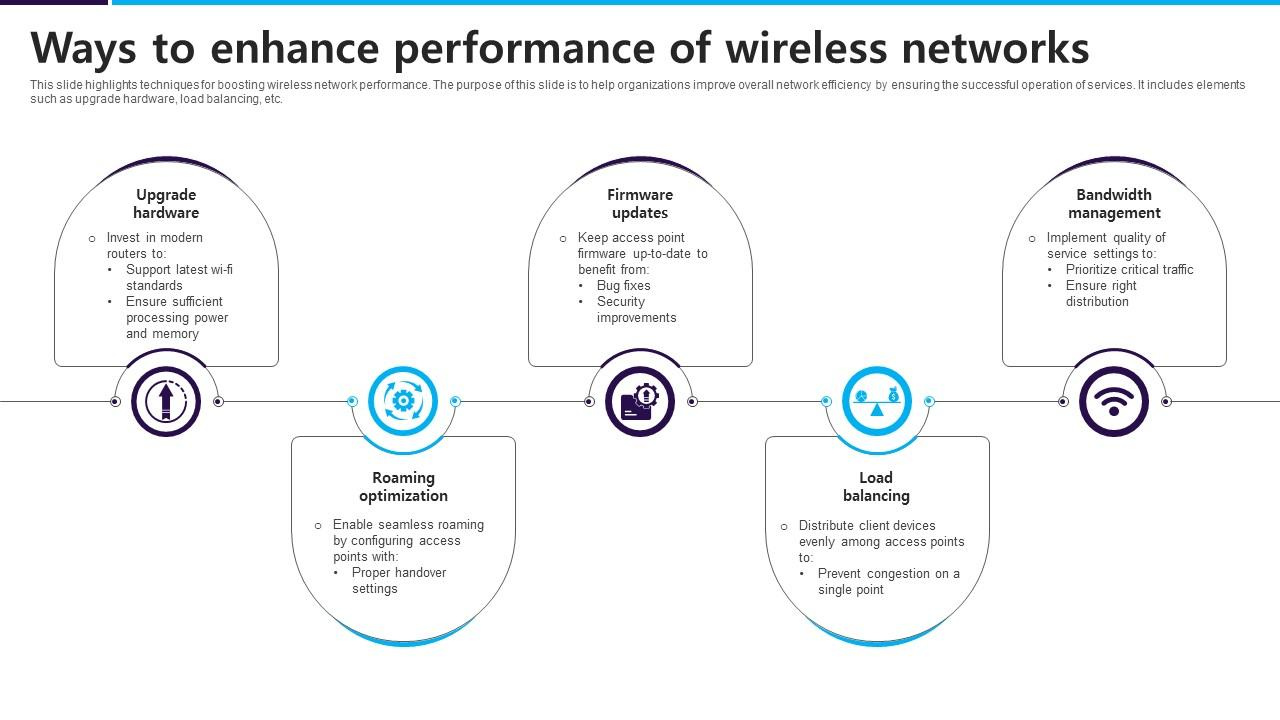 Ways to enhance performance of wireless networks
This slide highlights techniques for boosting wireless network performance. The purpose of this slide is to help organizations improve overall network efficiency by ensuring the successful operation of services. It includes elements
such as upgrade hardware, load balancing, etc.
Upgrade
hardware
o Invest in modern
routers to:
• Support latest wi-fi
standards
• Ensure sufficient
processing power
and memory
Roaming
optimization
o Enable seamless roaming
by configuring access
points with:
• Proper handover
settings
Firmware
updates
o Keep access point
firmware up-to-date to
benefit from:
• Bug fixes
• Security
improvements
Load
balancing
o Distribute client devices
evenly among access points
to:
• Prevent congestion on a
single point
Bandwidth
management
o Implement quality of
service settings to:
• Prioritize critical traffic
• Ensure right
distribution